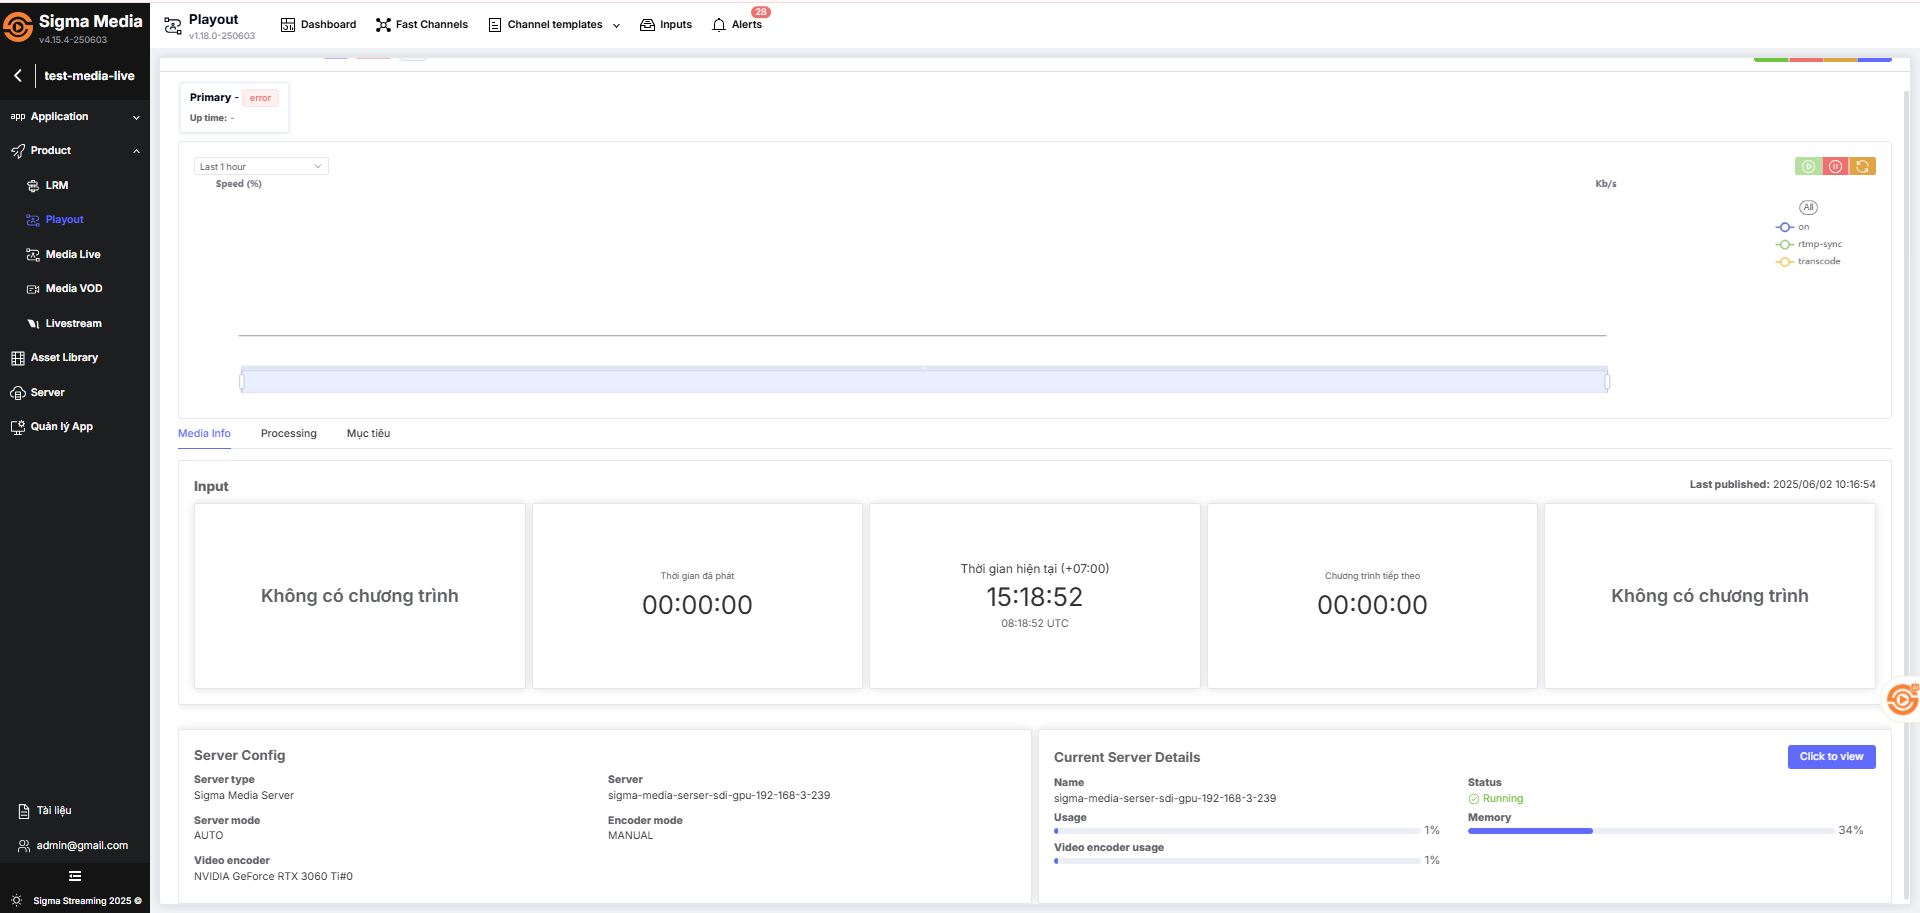 Sigma Media
v4.15.4-250603
test-media-live
app Application
Product
LRM
Playout
Media Live
Media VOD
Livestream
Asset Library
Server
Quản lý App
Tài liệu
admin@gmail.com
Sigma Streaming 2025 ©
Playout
v1.18.0-250603
Dashboard
Fast Channels
Channel templates
Inputs
Alerts
28
Primary - error
Up time: -
Last 1 hour
Speed (%)
Kb/s
All
on
rtmp-sync
transcode
Media Info
Processing
Mục tiêu
Input
Last published: 2025/06/02 10:16:54
Không có chương trình
Thời gian đã phát
00:00:00
Thời gian hiện tại (+07:00)
15:18:52
08:18:52 UTC
Chương trình tiếp theo
00:00:00
Không có chương trình
Server Config
Server type
Sigma Media Server
Server
sigma-media-serser-sdi-gpu-192-168-3-239
Server mode
AUTO
Encoder mode
MANUAL
Video encoder
NVIDIA GeForce RTX 3060 Ti#0
Current Server Details
Click to view
Name
sigma-media-serser-sdi-gpu-192-168-3-239
Status
Running
Usage
1%
Memory
34%
Video encoder usage
1%